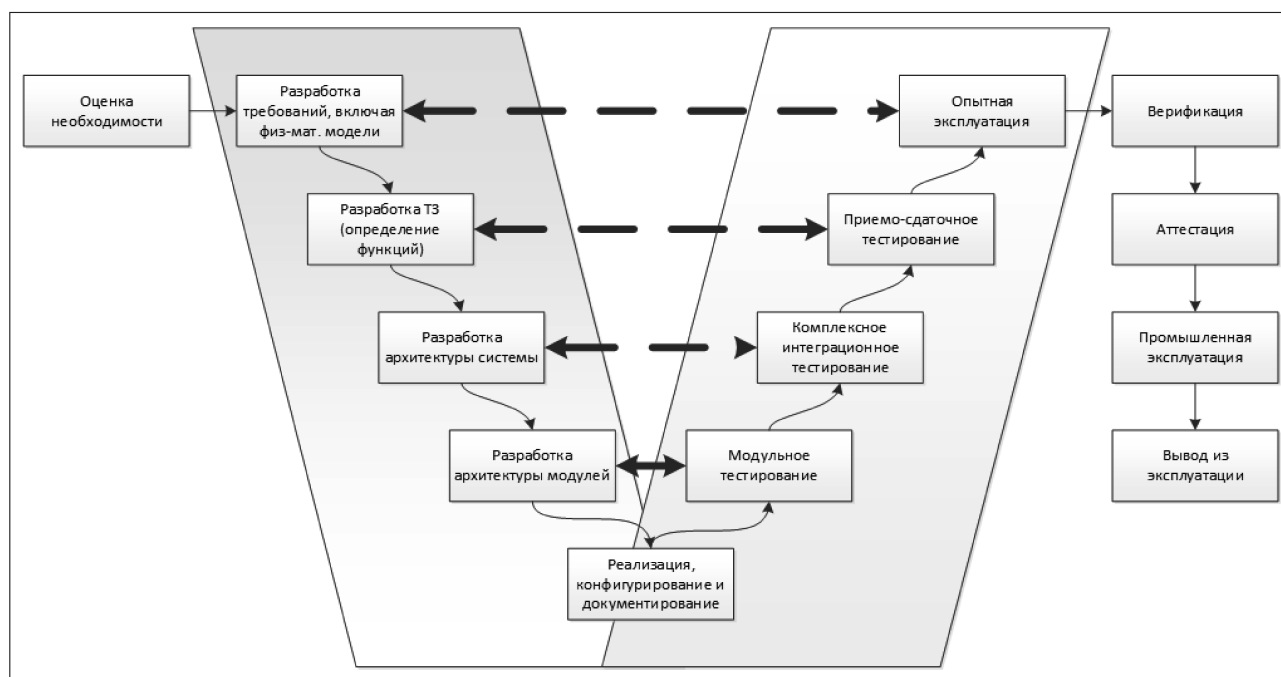 Оценка
необходимости
Разработка
требований, включая
физ-мат. модели
Опытная
эксплуатация
Верификация
Разработка ТЗ
(определение
функций)
Приемо-сдаточное
тестирование
Аттестация
Разработка
архитектуры системы
Комплексное
интеграционное
тестирование
Промышленная
эксплуатация
Разработка
архитектуры модулей
Модульное
тестирование
Вывод из
эксплуатации
Реализация,
конфигурирование и
документирование